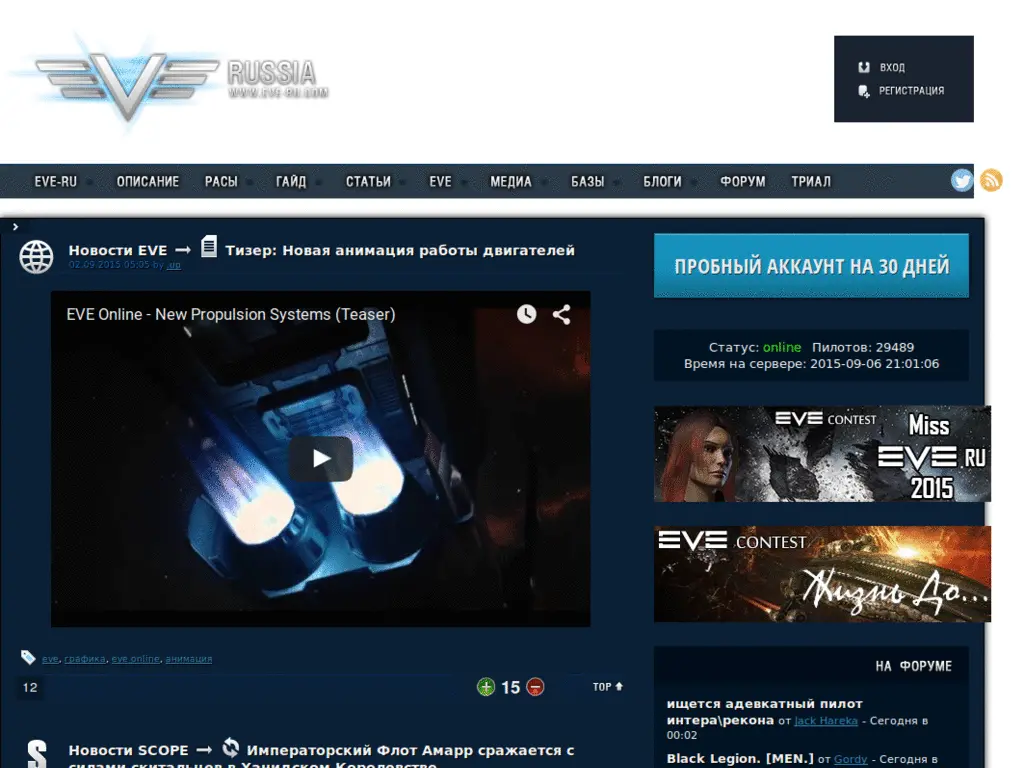 RUSSIA
WWW.EVE-RU.COM
ВХОД
РЕГИСТРАЦИЯ
EVE-RU ОПИСАНИЕ РАСЫ ГАЙД СТАТЬИ EVE МЕДИА БАЗЫ БЛОГИ ФОРУМ ТРИАЛ
Новости EVE → Тизер: Новая анимация работы двигателей
02.09.2015 05:05 by .up
EVE Online - New Propulsion Systems (Teaser)
eve, графика, eve online, анимация
12
15
TOP
Новости SCOPE → Императорский Флот Амарр сражается с
силами скитальцев в Ханидском Королевстве
ПРОБНЫЙ АККАУНТ НА 30 ДНЕЙ
Статус: online Пилотов: 29489
Время на сервере: 2015-09-06 21:01:06
EVE CONTEST Miss
EVE.RU
2015
EVE CONTEST
Жизнь До...
НА ФОРУМЕ
ищется адевкатный пилот
интера\рекона от Jack Hareka - Сегодня в
00:02
Black Legion. [MEN.] от Gordy - Сегодня в